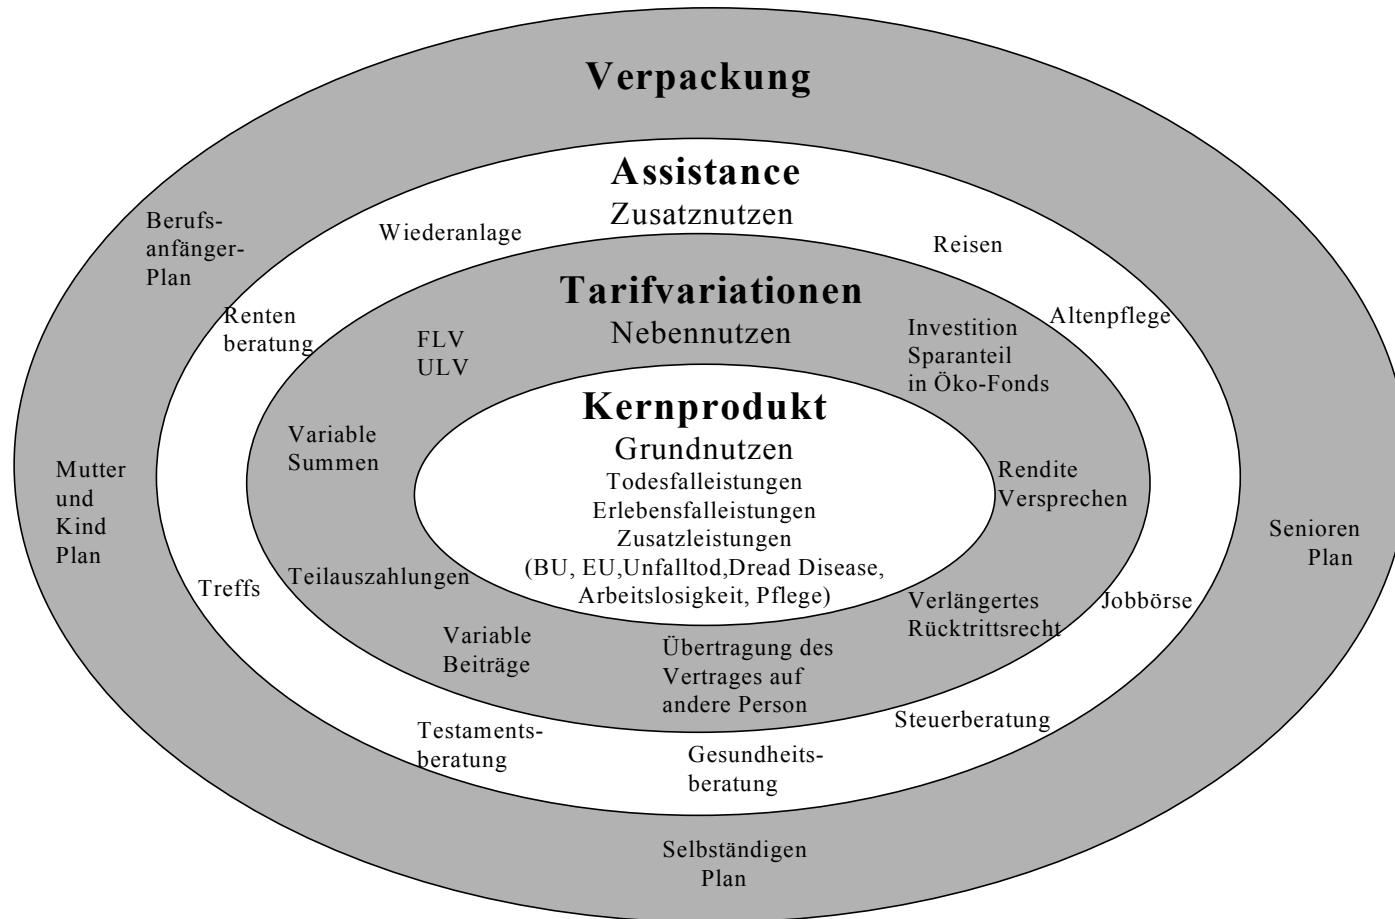 Verpackung
Assistance
Zusatznutzen
Berufs-
anfänger-
Plan
Wiederanlage
Reisen
Tarifvariationen
Nebennutzen
Renten
beratung
Altenpflege
FLV
ULV
Investition
Sparanteil
in Öko-Fonds
Kernprodukt
Grundnutzen
Todesfalleistungen
Erlebensfalleistungen
Zusatzleistungen
(BU, EU,Unfalltod,Dread Disease,
Arbeitslosigkeit, Pflege)
Variable
Summen
Mutter
und
Kind
Plan
Rendite
Versprechen
Senioren
Plan
Treffs
Teilauszahlungen
Verlängertes
Rücktrittsrecht
Jobbörse
Variable
Beiträge
Übertragung des
Vertrages auf
andere Person
Testaments-
beratung
Gesundheits-
beratung
Steuerberatung
Selbständigen
Plan